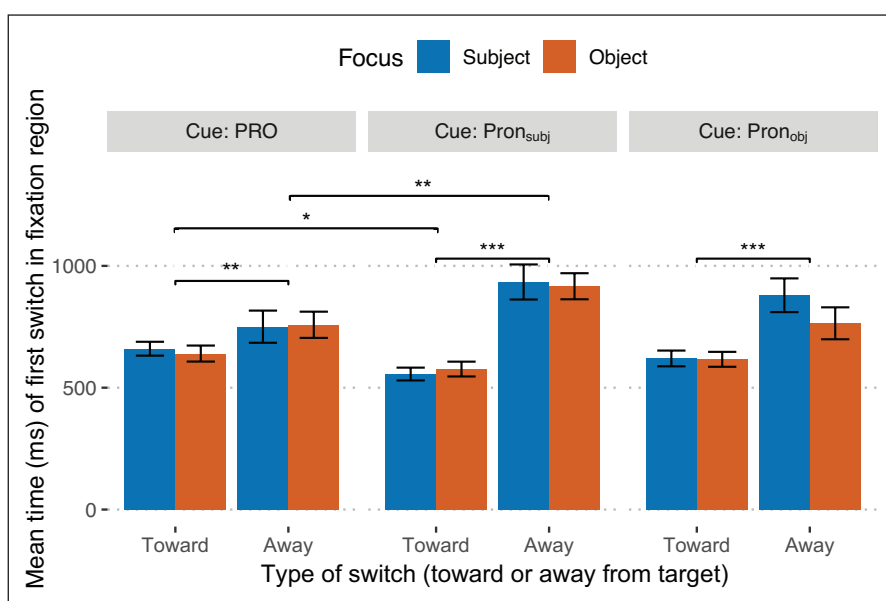 Focus Subject Object
Cue: PRO Cue: Pronsubj Cue: Pronobj
**
*
*** ***
**
1000
500
0
Toward Away Toward Away Toward Away
Type of switch (toward or away from target)
Mean time (ms) of first switch in fixation region